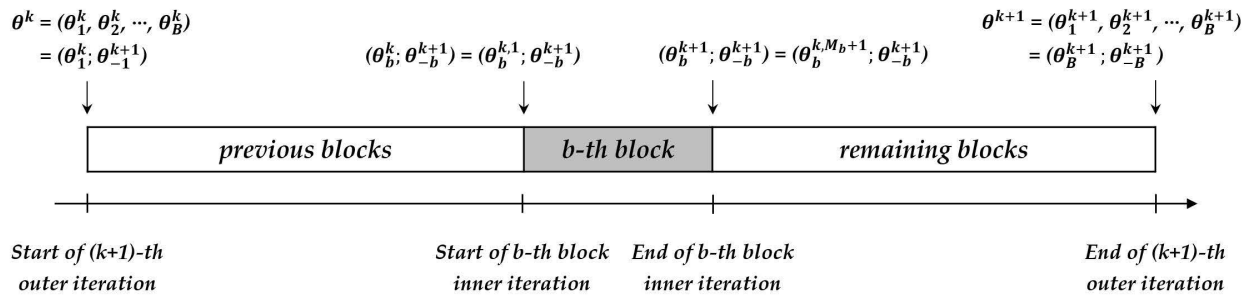 θ^k = (θ_1^k, θ_2^k, ···, θ_B^k)
= (θ_1^k; θ_{-1}^{k+1})
(θ_b^k; θ_{-b}^{k+1}) = (θ_b^{k,1}; θ_{-b}^{k+1})
(θ_b^{k+1}; θ_{-b}^{k+1}) = (θ_b^{k,M_b+1}; θ_{-b}^{k+1})
θ^{k+1} = (θ_1^{k+1}, θ_2^{k+1}, ···, θ_B^{k+1})
= (θ_B^{k+1}; θ_{-B}^{k+1})
previous blocks
b-th block
remaining blocks
Start of (k+1)-th
outer iteration
Start of b-th block
inner iteration
End of b-th block
inner iteration
End of (k+1)-th
outer iteration